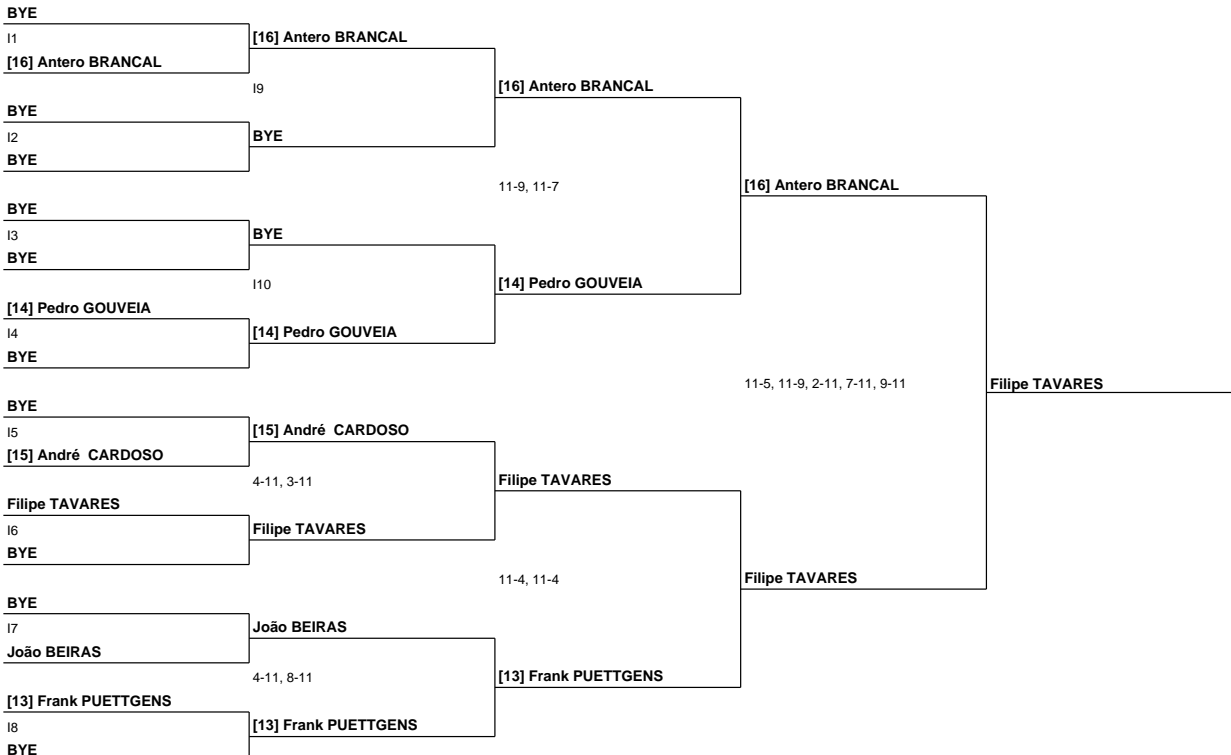 BYE
I1
[16] Antero BRANCAL
BYE
I2
BYE
BYE
I3
BYE
[14] Pedro GOUVEIA
I4
BYE
BYE
I5
[15] André  CARDOSO
Filipe TAVARES
I6
BYE
BYE
I7
João BEIRAS
[13] Frank PUETTGENS
I8
BYE
[16] Antero BRANCAL
I9
BYE
BYE
I10
[14] Pedro GOUVEIA
[15] André  CARDOSO
4-11, 3-11
Filipe TAVARES
João BEIRAS
4-11, 8-11
[13] Frank PUETTGENS
[16] Antero BRANCAL
11-9, 11-7
[14] Pedro GOUVEIA
Filipe TAVARES
11-4, 11-4
[13] Frank PUETTGENS
[16] Antero BRANCAL
11-5, 11-9, 2-11, 7-11, 9-11
Filipe TAVARES
Filipe TAVARES